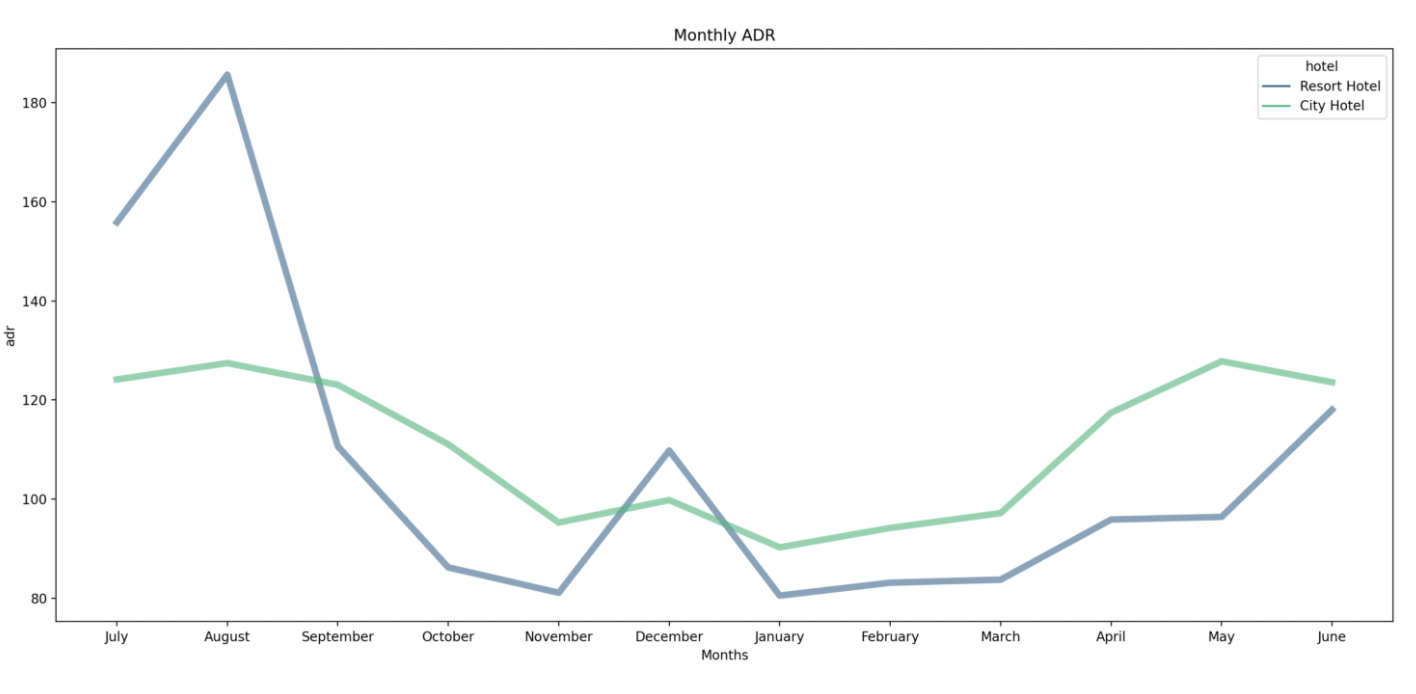 Monthly ADR
hotel
Resort Hotel
City Hotel
180
160
140
120
100
80
adr
July August September October November December January February March April May June
Months